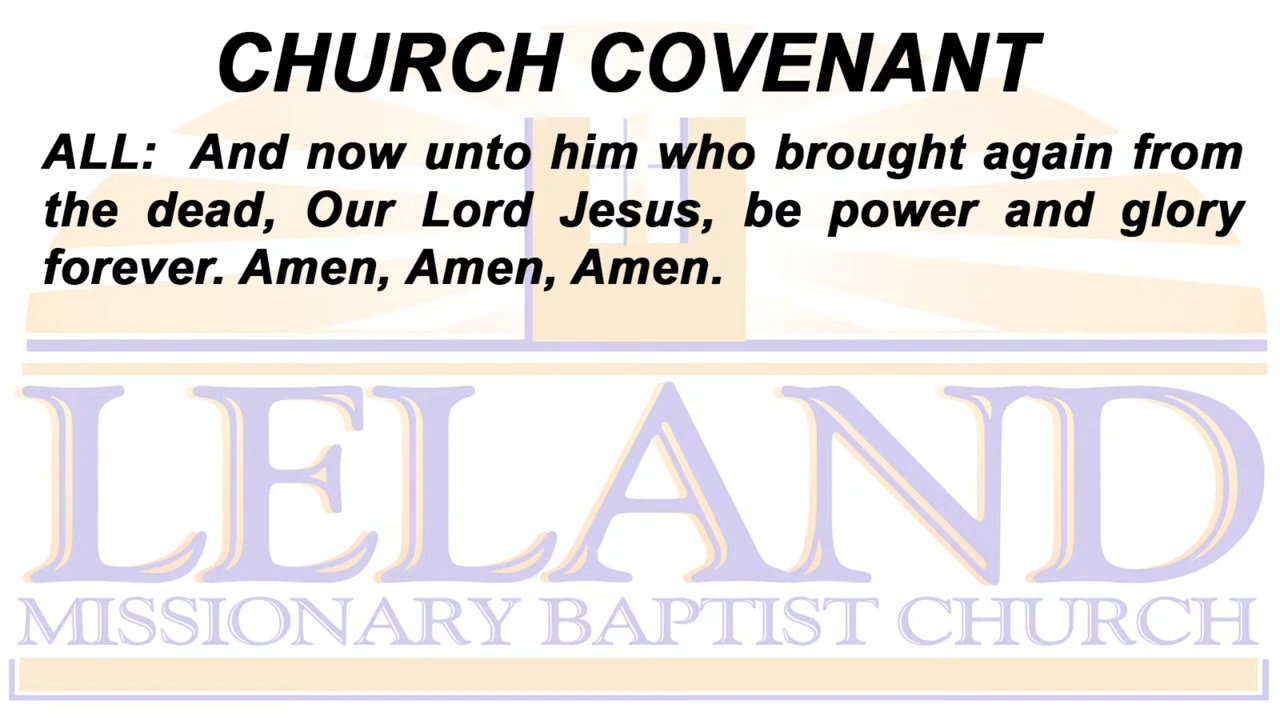 CHURCH COVENANT
ALL: And now unto him who brought again from
the dead, Our Lord Jesus, be power and glory
forever. Amen, Amen, Amen.
LELAND
MISSIONARY BAPTIST CHURCH